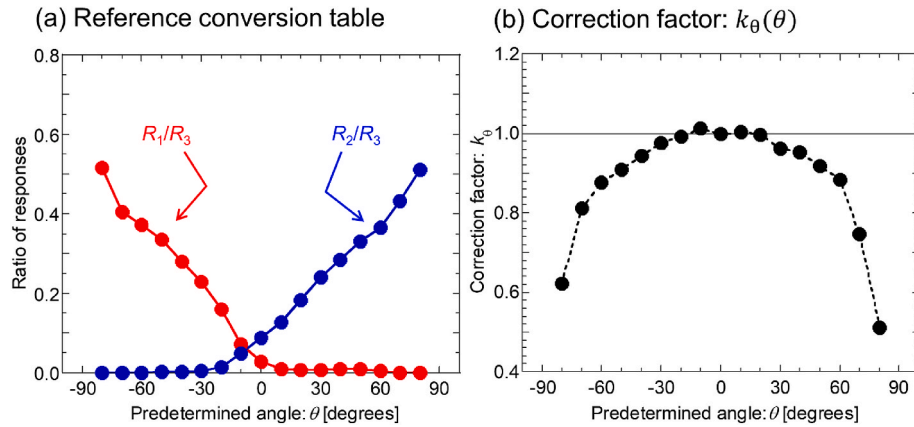 (a) Reference conversion table
0.8
0.6
0.4
0.2
0.0
Ratio of responses
R₁/R₃
R₂/R₃
-90 -60 -30 0 30 60 90
Predetermined angle: θ [degrees]
(b) Correction factor: kθ(θ)
1.2
1.0
0.8
0.6
0.4
Correction factor: kθ
-90 -60 -30 0 30 60 90
Predetermined angle: θ [degrees]